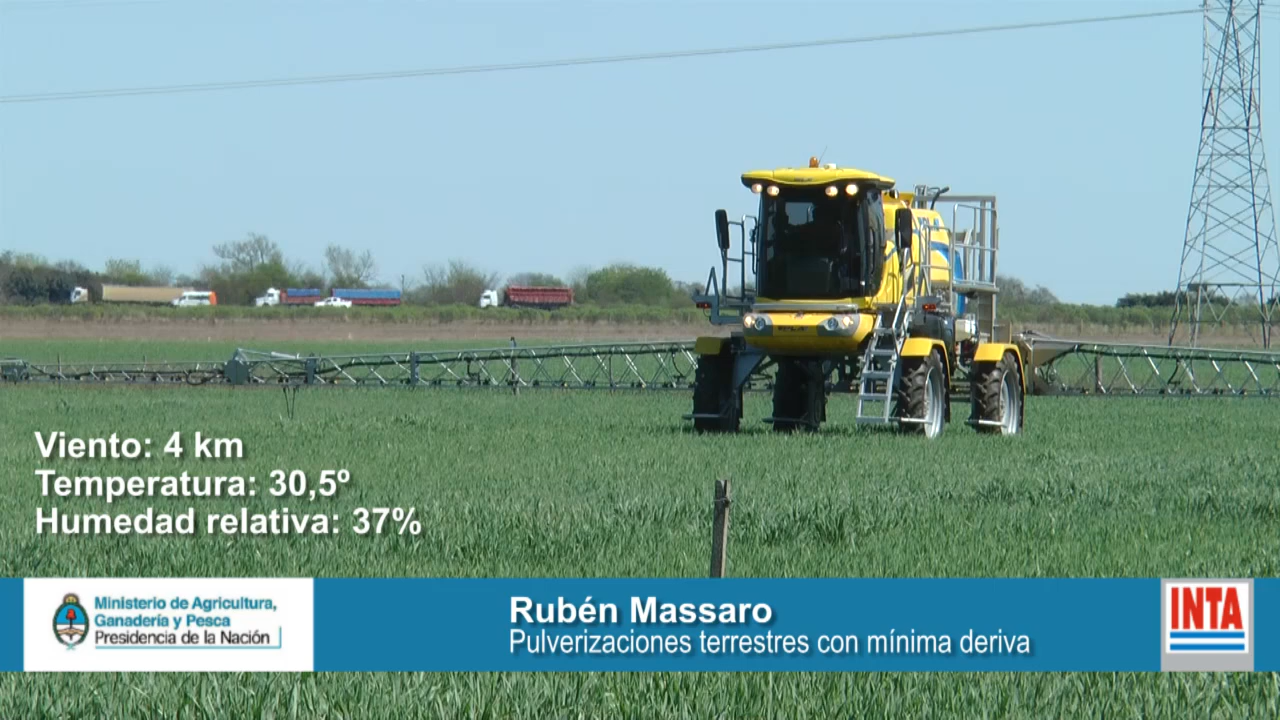 Viento: 4 km
Temperatura: 30,5º
Humedad relativa: 37%
Ministerio de Agricultura,
Ganadería y Pesca
Presidencia de la Nación
Rubén Massaro
Pulverizaciones terrestres con mínima deriva
INTA